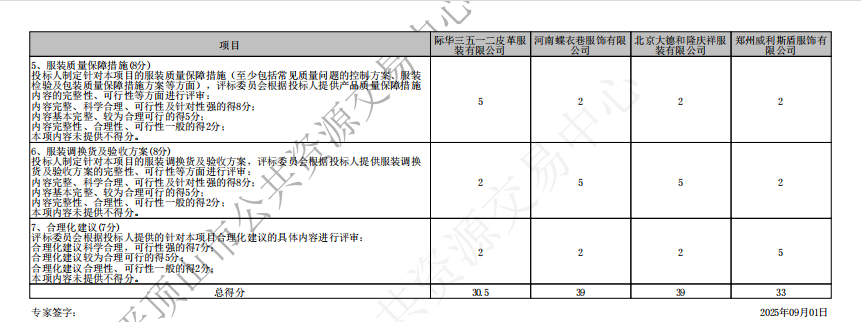 项目
际华三五一二皮革服装有限公司
河南蝶衣巷服饰有限公司
北京大德和隆庆祥服装有限公司
郑州威利斯盾服饰有限公司
5、服装质量保障措施(8分)
投标人制定针对本项目的服装质量保障措施（至少包括常见质量问题的控制方案、服装
检验及包装质量保障措施方案等方面），评标委员会根据投标人提供产品质量保障措施
内容的完整性、可行性等方面进行评审：
内容完整、科学合理、可行性及针对性强的得8分；
内容基本完整、较为合理可行的得5分；
内容完整性、合理性、可行性一般的得2分；
本项内容未提供不得分。
5
2
2
2
6、服装调换货及验收方案(8分)
投标人制定针对本项目的服装调换货及验收方案，评标委员会根据投标人提供服装调换
货及验收方案的完整性、可行性等方面进行评审：
内容完整、科学合理、可行性及针对性强的得8分；
内容基本完整、较为合理可行的得5分；
内容完整性、合理性、可行性一般的得2分；
本项内容未提供不得分。
2
5
5
2
7、合理化建议(7分)
评标委员会根据投标人提供的针对本项目合理化建议的具体内容进行评审：
合理化建议科学合理，可行性强的得7分；
合理化建议较为合理可行的得5分；
合理化建议合理性、可行性一般的得2分；
本项内容未提供不得分。
2
2
2
5
总得分
30.5
39
39
33
专家签字：
2025年09月01日
平顶山市公共资源交易中心
共资源交易中心